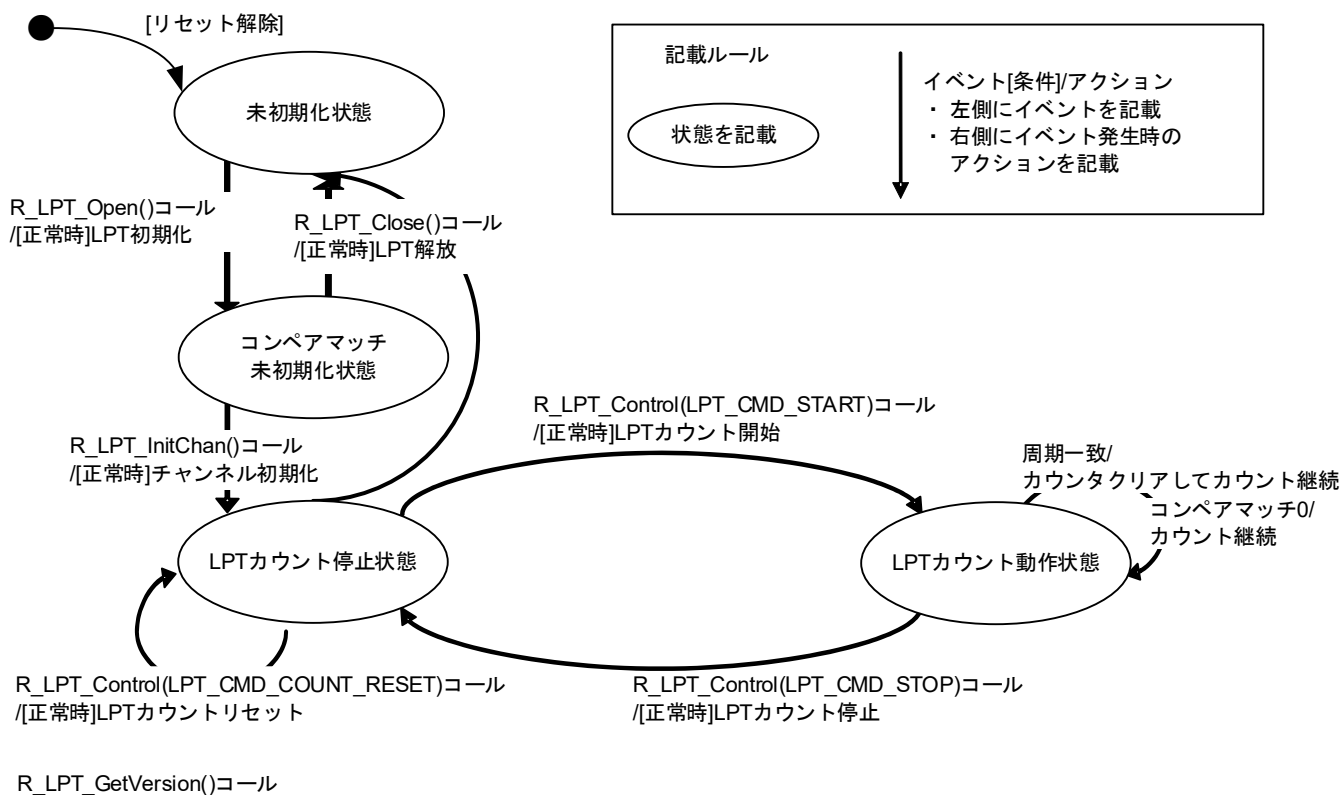 [リセット解除]
未初期化状態
記載ルール
状態を記載
イベント[条件]/アクション
・ 左側にイベントを記載
・ 右側にイベント発生時の
アクションを記載
R_LPT_Open()コール
/[正常時]LPT初期化
R_LPT_Close()コール
/[正常時]LPT解放
コンペアマッチ
未初期化状態
R_LPT_InitChan()コール
/[正常時]チャンネル初期化
R_LPT_Control(LPT_CMD_START)コール
/[正常時]LPTカウント開始
周期一致/
カウンタクリアしてカウント継続
コンペアマッチ0/
カウント継続
LPTカウント停止状態
LPTカウント動作状態
R_LPT_Control(LPT_CMD_COUNT_RESET)コール
/[正常時]LPTカウントリセット
R_LPT_Control(LPT_CMD_STOP)コール
/[正常時]LPTカウント停止
R_LPT_GetVersion()コール